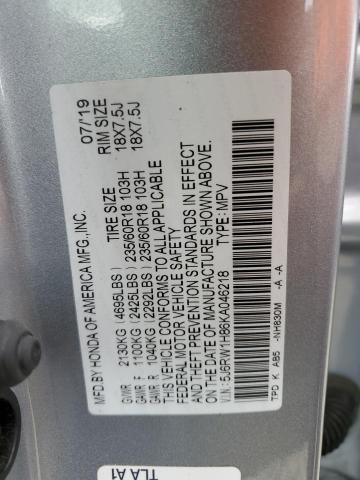 MFD.BY HONDA OF AMERICA MFG.,INC. 07/'19
TIRE SIZE RIM SIZE
GVWR 2130KG (4695LBS)
GAWR F 1100KG (2425LBS) 235/60R18 103H 18X7.5J
GAWR R 1040KG (2292LBS) 235/60R18 103H 18X7.5J
THIS VEHICLE CONFORMS TO ALL APPLICABLE
FEDERAL MOTOR VEHICLE SAFETY
AND THEFT PREVENTION STANDARDS IN EFFECT
ON THE DATE OF MANUFACTURE SHOWN ABOVE.
V.I.N.: 5J6RW1H86KA046218 TYPE: MPV
TPD K A85 -NH830M -A -A
TLA A1